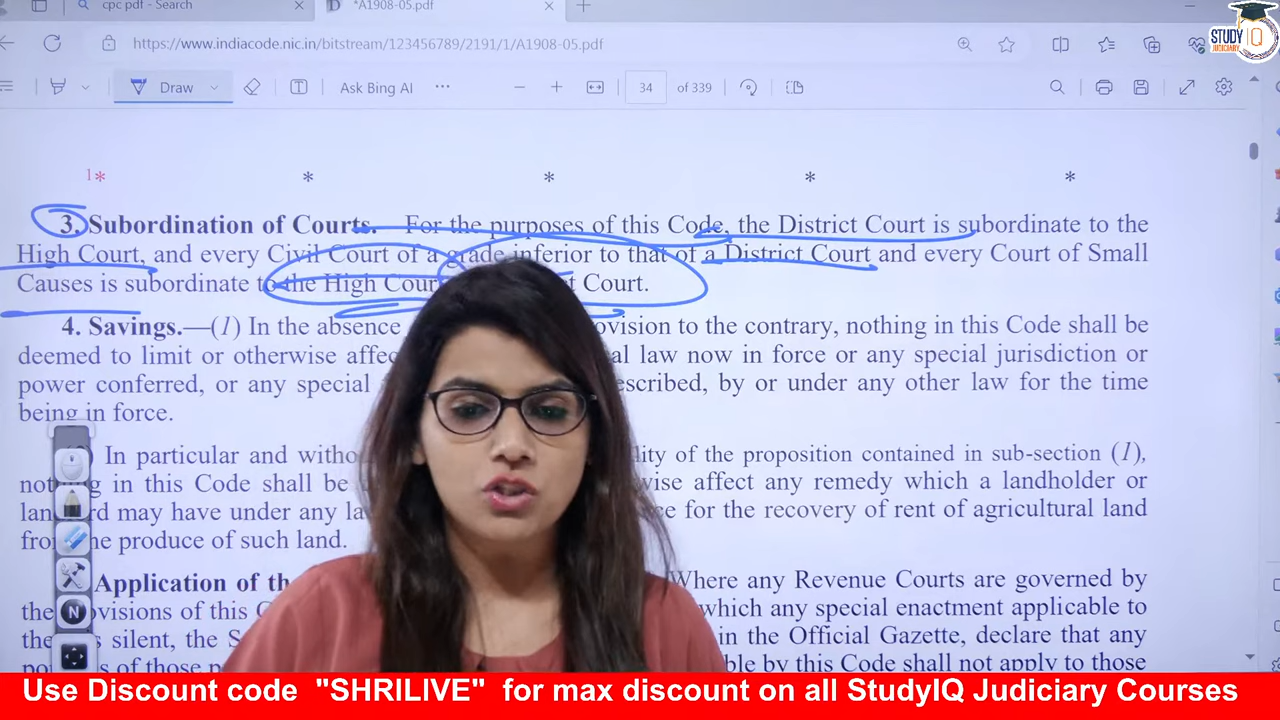 cpc pdf - Search
*A1908-05.pdf
STUDY IQ
JUDICIARY
https://www.indiacode.nic.in/bitstream/123456789/2191/1/A1908-05.pdf
Draw
Ask Bing AI
34 of 339
1* * * * *
3. Subordination of Courts.—For the purposes of this Code, the District Court is subordinate to the
High Court, and every Civil Court of a grade inferior to that of a District Court and every Court of Small
Causes is subordinate to the High Cour t Court.
4. Savings.—(1) In the absence ovision to the contrary, nothing in this Code shall be
deemed to limit or otherwise affe al law now in force or any special jurisdiction or
power conferred, or any special escribed, by or under any other law for the time
being in force.
) In particular and witho lity of the proposition contained in sub-section (1),
not g in this Code shall be wise affect any remedy which a landholder or
lan rd may have under any la ce for the recovery of rent of agricultural land
fro he produce of such land.
Application of th Where any Revenue Courts are governed by
the ovisions of this which any special enactment applicable to
the s silent, the S in the Official Gazette, declare that any
po s of those p ble by this Code shall not apply to those
N
Use Discount code "SHRILIVE" for max discount on all StudyIQ Judiciary Courses